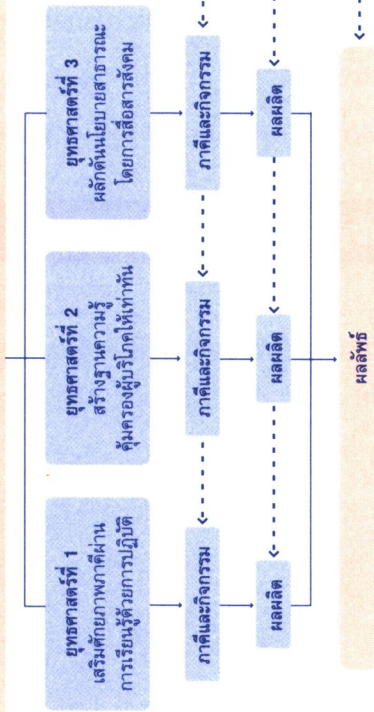 ยุทธศาสตร์ที่ 1
เสริมศักยภาพภาคีผ่าน
การเรียนรู้ด้วยการปฏิบัติ
ยุทธศาสตร์ที่ 2
สร้างฐานความรู้
คุ้มครองผู้บริโภคให้เท่าทัน
ยุทธศาสตร์ที่ 3
ผลักดันนโยบายสาธารณะ
โดยการสื่อสารสังคม
ภาคีและกิจกรรม
ภาคีและกิจกรรม
ภาคีและกิจกรรม
ผลผลิต
ผลผลิต
ผลผลิต
ผลลัพธ์